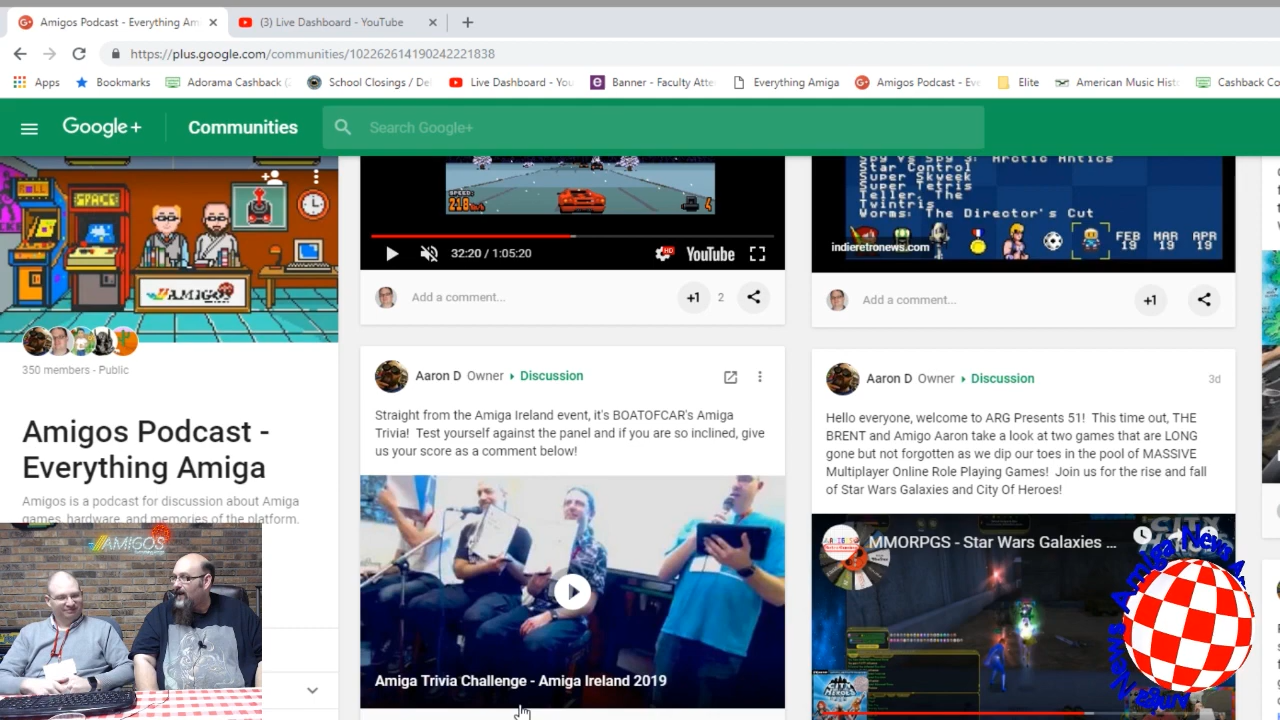 Amigos Podcast - Everything Am
(3) Live Dashboard - YouTube
https://plus.google.com/communities/102262614190242221838
Apps
Bookmarks
Adorama Cashback (
School Closings / De
Live Dashboard - You
Banner - Faculty Atte
Everything Amiga
Amigos Podcast - Eve
Elite
American Music Hist
Cashback Co
Google+
Communities
Search Google+
ROLL
SPACE
AMIGOS
350 members - Public
Amigos Podcast -
Everything Amiga
Amigos is a podcast for discussion about Amiga
games, hardware, and memories of the platform.
AMIGOS
SPEED
218
4
32:20 / 1:05:20
HD
YouTube
Add a comment...
+1
2
Aaron D Owner
Discussion
Straight from the Amiga Ireland event, it's BOATOFCAR's Amiga
Trivia! Test yourself against the panel and if you are so inclined, give
us your score as a comment below!
Amiga Trivia Challenge - Amiga Ireland 2019
Spy vs Spy 3: Arctic Antics
Star Control
Super Skweek
Super Tetris
Teller, The
Twintris
Worms: The Director's Cut
indieretronews.com
FEB
19
MAR
19
APR
19
Add a comment...
+1
Aaron D Owner
Discussion
3d
Hello everyone, welcome to ARG Presents 51! This time out, THE
BRENT and Amigo Aaron take a look at two games that are LONG
gone but not forgotten as we dip our toes in the pool of MASSIVE
Multiplayer Online Role Playing Games! Join us for the rise and fall
of Star Wars Galaxies and City Of Heroes!
MMORPGS - Star Wars Galaxies ...
CITY
Amiga News